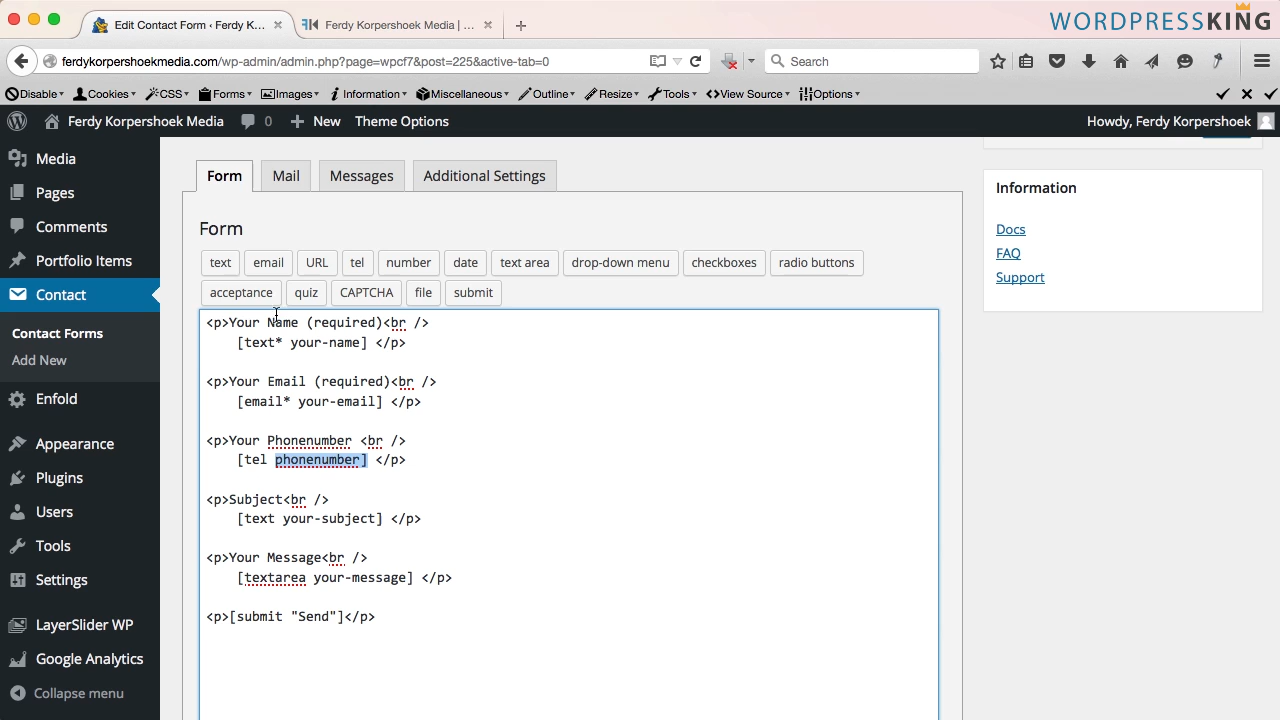 Edit Contact Form ‹ Ferdy K...
Ferdy Korpershoek Media | ...
WORDPRESSKING
ferdykorpershoekmedia.com/wp-admin/admin.php?page=wpcf7&post=225&active-tab=0
Search
Disable Cookies CSS Forms Images Information Miscellaneous Outline Resize Tools View Source Options
Ferdy Korpershoek Media 0 New Theme Options Howdy, Ferdy Korpershoek
Media
Pages
Comments
Portfolio Items
Contact
Contact Forms
Add New
Enfold
Appearance
Plugins
Users
Tools
Settings
LayerSlider WP
Google Analytics
Collapse menu
Form Mail Messages Additional Settings
Form
text email URL tel number date text area drop-down menu checkboxes radio buttons
acceptance quiz CAPTCHA file submit
<p>Your Name (required)<br />
[text* your-name] </p>
<p>Your Email (required)<br />
[email* your-email] </p>
<p>Your Phonenumber <br />
[tel phonenumber] </p>
<p>Subject<br />
[text your-subject] </p>
<p>Your Message<br />
[textarea your-message] </p>
<p>[submit "Send"]</p>
Information
Docs
FAQ
Support